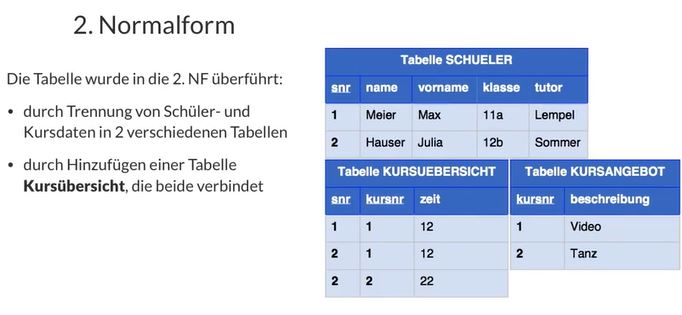 2. Normalform
Die Tabelle wurde in die 2. NF überführt:
• durch Trennung von Schüler- und
Kursdaten in 2 verschiedenen Tabellen
• durch Hinzufügen einer Tabelle
Kursübersicht, die beide verbindet
Tabelle SCHUELER
snr name vorname klasse tutor
1 Meier Max 11a Lempel
2 Hauser Julia 12b Sommer
Tabelle KURSUEBERSICHT
snr kursnr zeit
1 1 12
2 1 12
2 2 22
Tabelle KURSANGEBOT
kursnr beschreibung
1 Video
2 Tanz